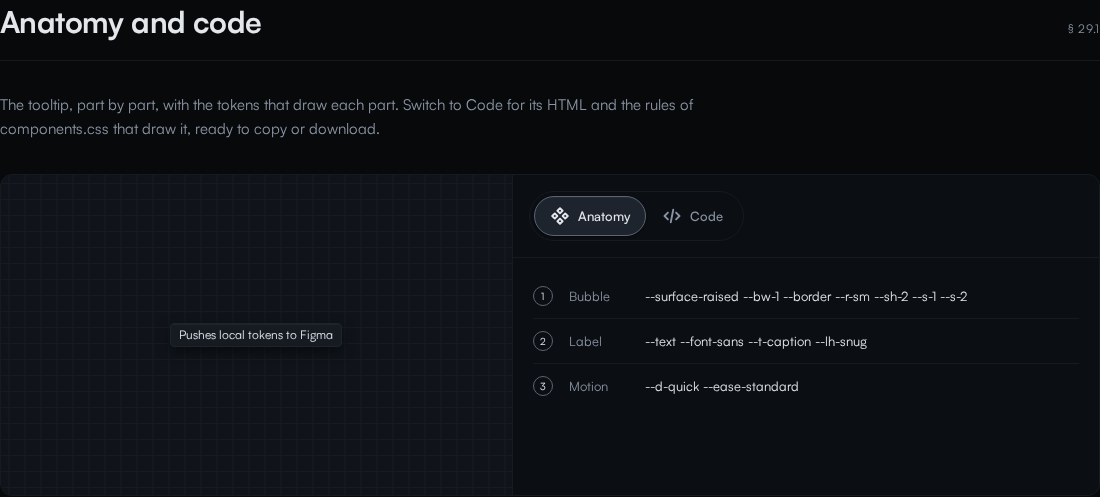 Anatomy and code
§ 29.1
The tooltip, part by part, with the tokens that draw each part. Switch to Code for its HTML and the rules of
components.css that draw it, ready to copy or download.
Anatomy
Code
Pushes local tokens to Figma
1 Bubble --surface-raised --bw-1 --border --r-sm --sh-2 --s-1 --s-2
2 Label --text --font-sans --t-caption --lh-snug
3 Motion --d-quick --ease-standard